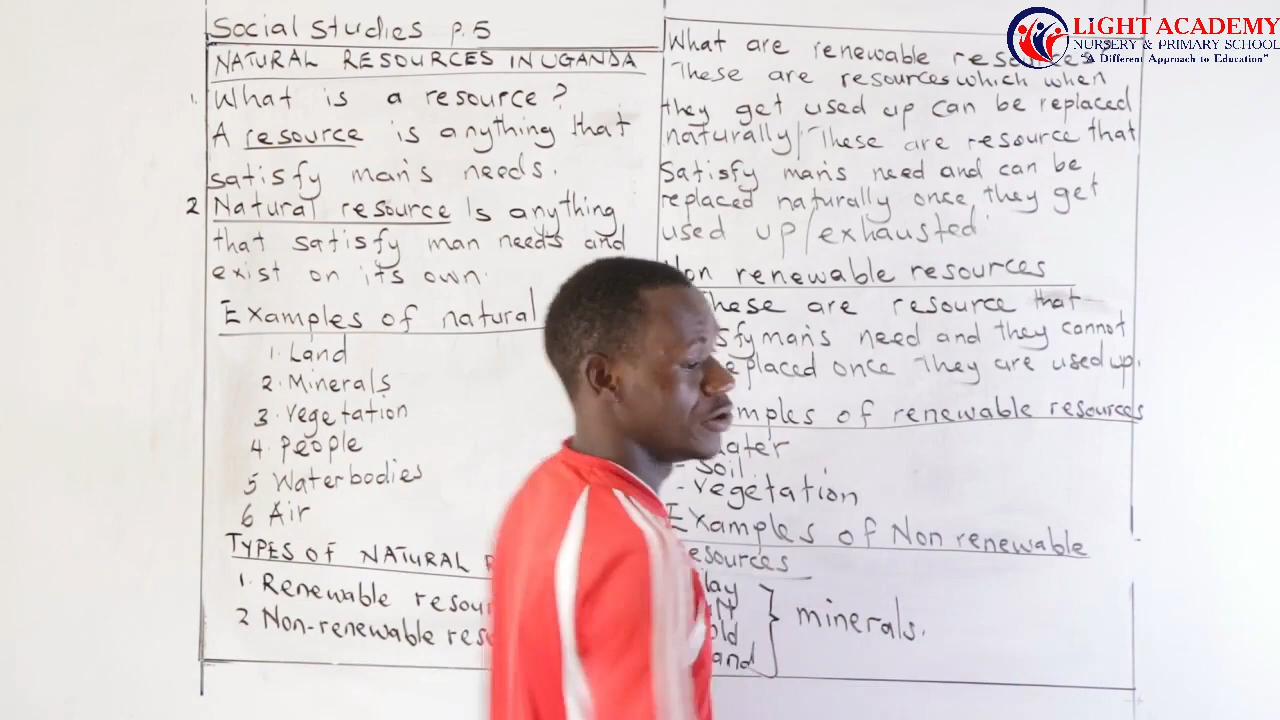 Social Studies p.5
NATURAL RESOURCES IN UGANDA
1. What is a resource?
A resource is anything that
satisfy man's needs.
2 Natural resource Is anything
that satisfy man needs and
exist on its own.
Examples of natural
1. Land
2. Minerals
3. Vegetation
4. People
5 Waterbodies
6 Air
TYPES OF NATURAL
1. Renewable
2 Non-renewable
What are renewable resources
These are resources which when
they get used up can be replaced
naturally/These are resource that
Satisfy man's need and can be
replaced naturally once they get
used up/exhausted
Non renewable resources
These are resource that
man's need and they cannot
replaced once They are used up.
of renewable resources
water
- Soil
- Vegetation
Examples of Non renewable
resources
minerals.
LIGHT ACADEMY
NURSERY & PRIMARY SCHOOL
"A Different Approach to Education"